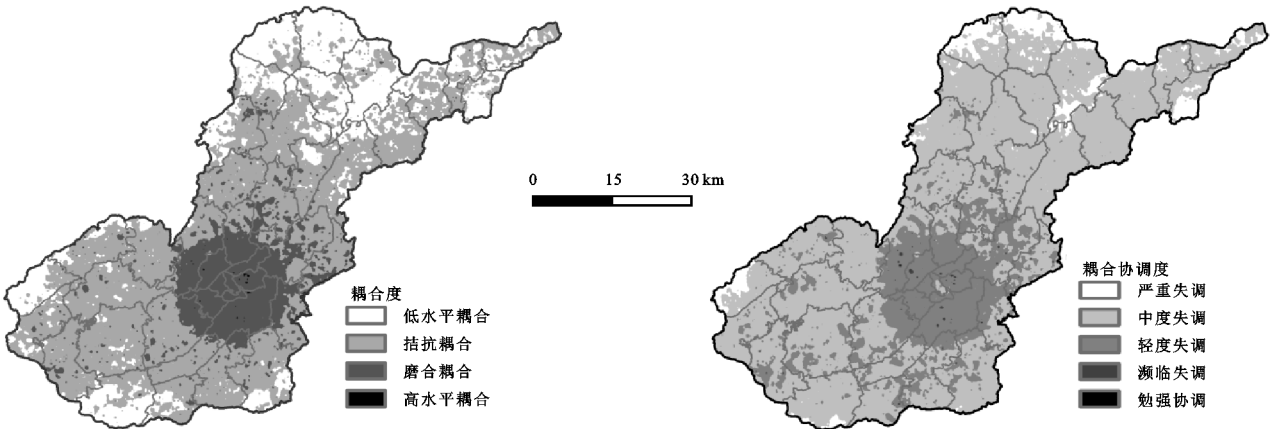 0 15 30 km
耦合度
低水平耦合
拮抗耦合
磨合耦合
高水平耦合
耦合协调度
严重失调
中度失调
轻度失调
濒临失调
勉强协调